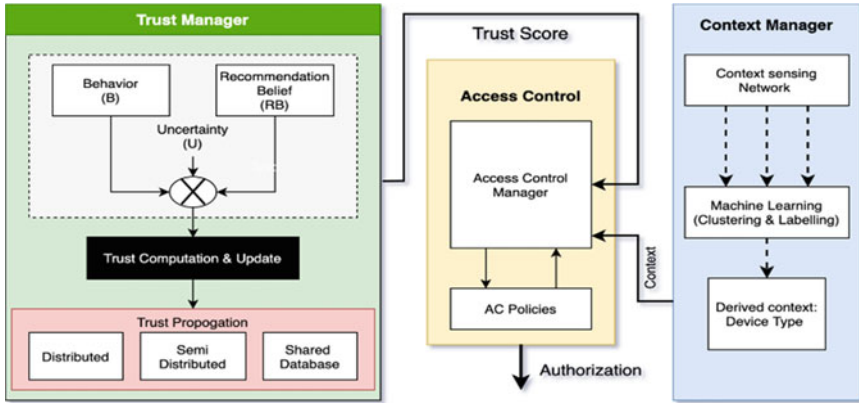 Trust Manager
Behavior
(B)
Recommendation
Belief
(RB)
Uncertainty
(U)
Trust Computation & Update
Trust Propogation
Distributed
Semi
Distributed
Shared
Database
Trust Score
Access Control
Access Control
Manager
AC Policies
Authorization
Context
Context Manager
Context sensing
Network
Machine Learning
(Clustering & Labelling)
Derived context:
Device Type